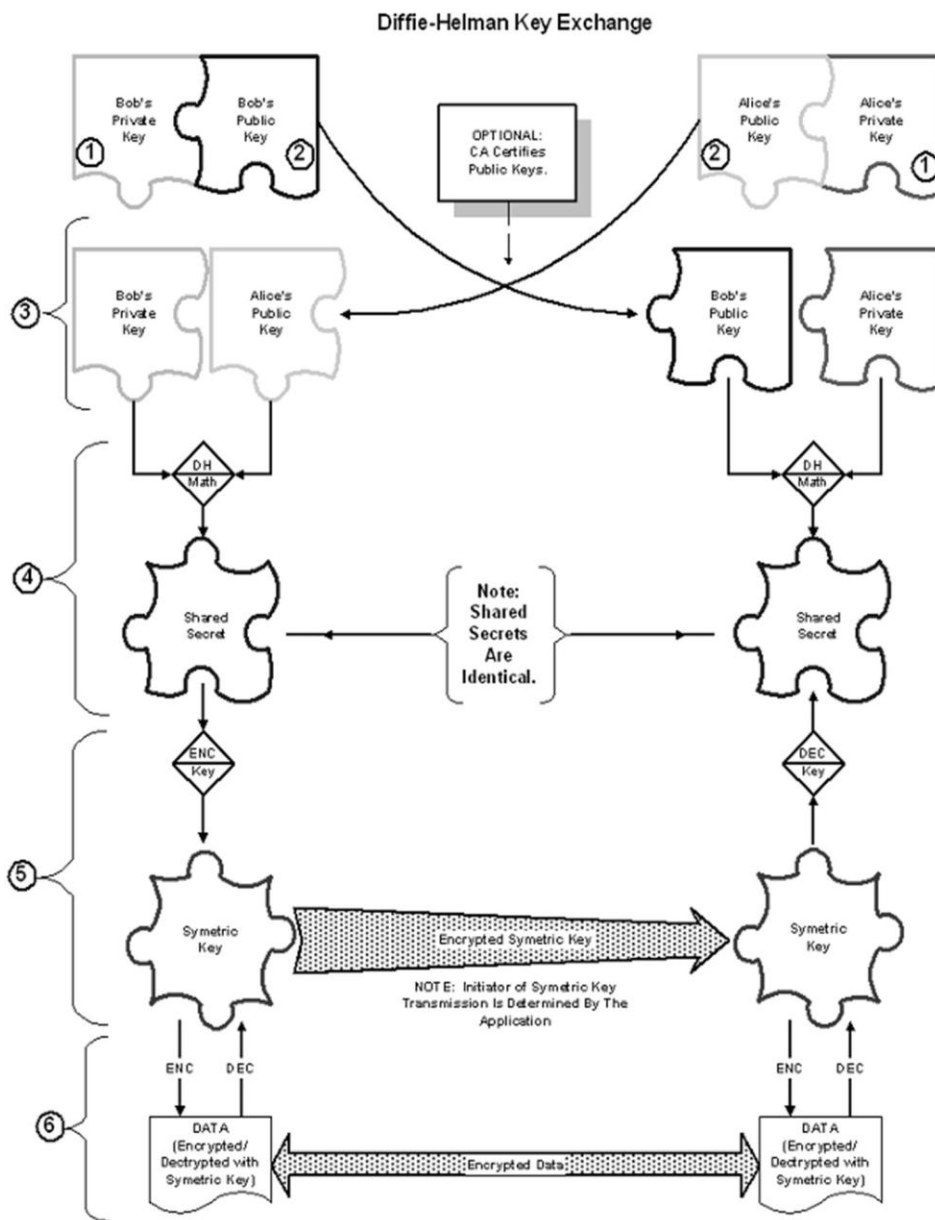 Diffie-Helman Key Exchange
Bob's
Private
Key
1
Bob's
Public
Key
2
OPTIONAL:
CA Certifies
Public Keys.
Alice's
Public
Key
2
Alice's
Private
Key
1
3
Bob's
Private
Key
Alice's
Public
Key
Bob's
Public
Key
Alice's
Private
Key
4
DH
Math
DH
Math
Shared
Secret
Note:
Shared
Secrets
Are
Identical.
Shared
Secret
5
ENC
Key
DEC
Key
Symetric
Key
Encrypted Symetric Key
Symetric
Key
NOTE: Initiator of Symetric Key
Transmission Is Determined By The
Application
6
ENC
DEC
ENC
DEC
DATA
(Encrypted/
Dectrypted with
Symetric Key)
Encrypted Data
DATA
(Encrypted/
Dectrypted with
Symetric Key)